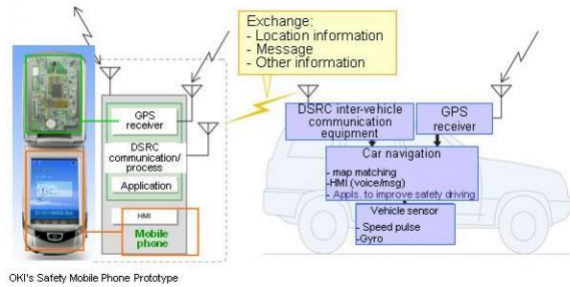 Exchange:
- Location information
- Message
- Other information
GPS
receiver
DSRC communication/
process
Application
HMI
Mobile
phone
DSRC inter-vehicle
communication
equipment
GPS
receiver
Car navigation
- map matching
-HMI (voice/msg)
- Appls. to improve safety driving
Vehicle sensor
- Speed pulse
-Gyro
OKI's Safety Mobile Phone Prototype